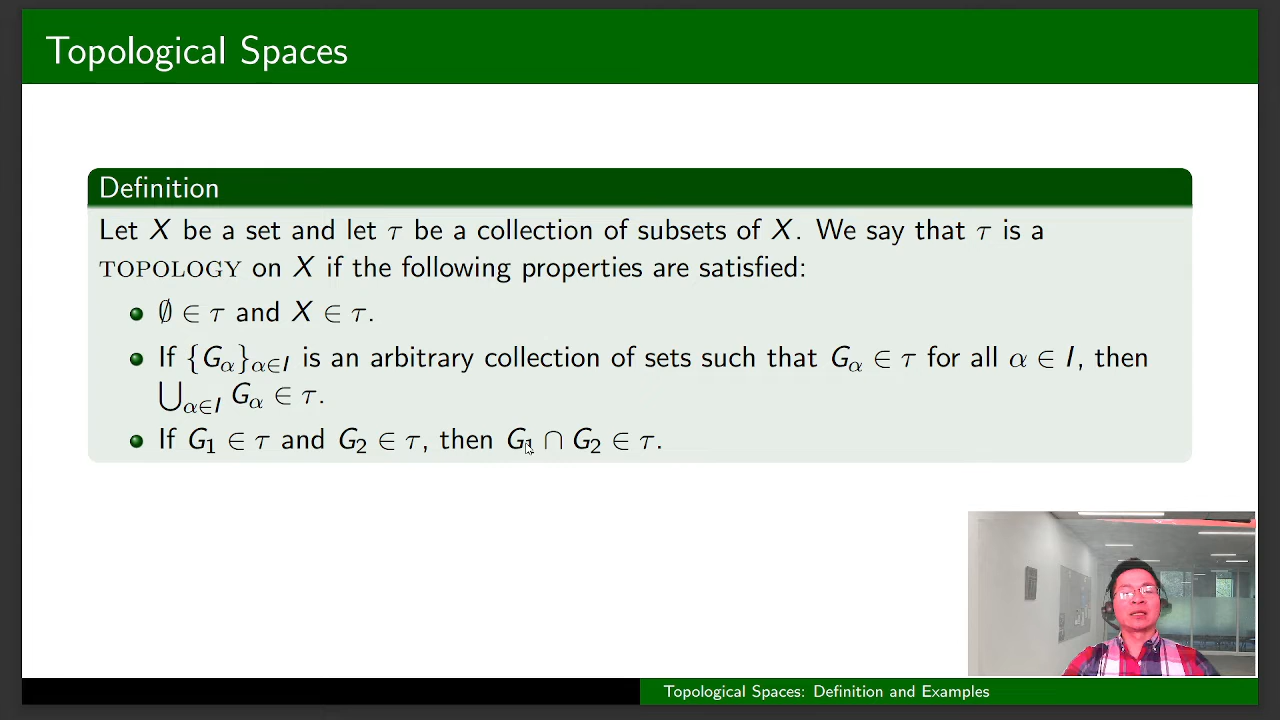 Topological Spaces
Definition
Let X be a set and let τ be a collection of subsets of X. We say that τ is a
TOPOLOGY on X if the following properties are satisfied:
∅ ∈ τ and X ∈ τ.
If {G_α}_{α∈I} is an arbitrary collection of sets such that G_α ∈ τ for all α ∈ I, then
⋃_{α∈I} G_α ∈ τ.
If G₁ ∈ τ and G₂ ∈ τ, then G₁ ∩ G₂ ∈ τ.
Topological Spaces: Definition and Examples